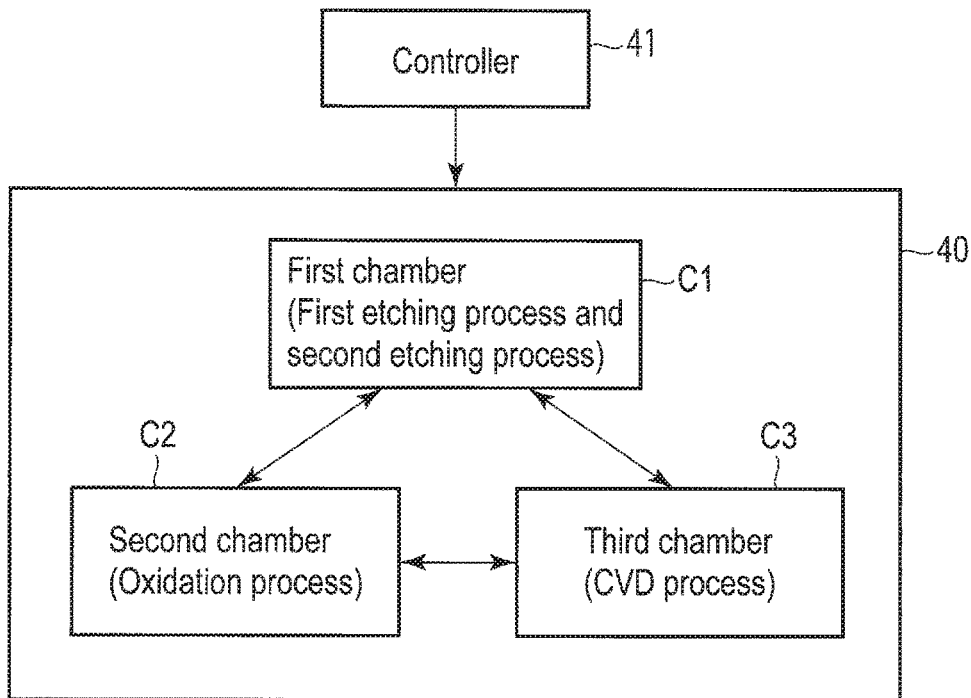 Controller
41
40
First chamber
(First etching process and
second etching process)
C1
C2
C3
Second chamber
(Oxidation process)
Third chamber
(CVD process)